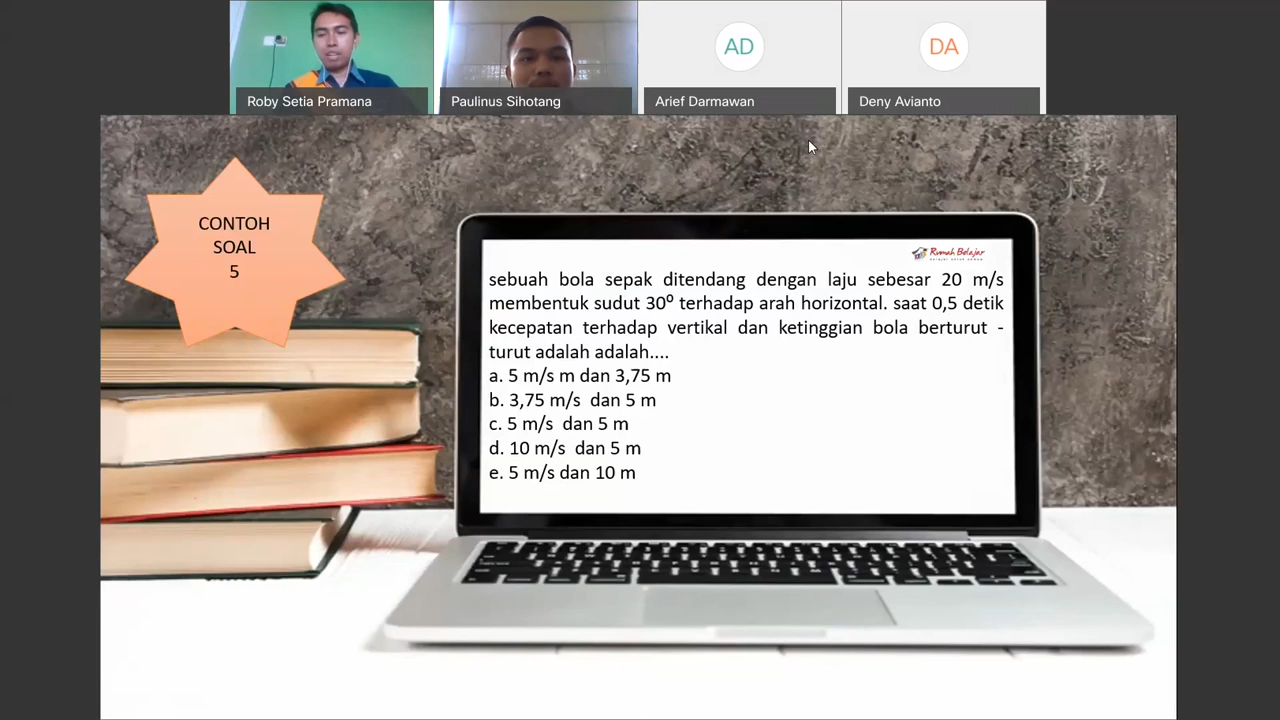 Roby Setia Pramana
Paulinus Sihotang
AD
Arief Darmawan
DA
Deny Avianto
CONTOH
SOAL
5
Rumah Belajar
sebuah bola sepak ditendang dengan laju sebesar 20 m/s
membentuk sudut 30⁰ terhadap arah horizontal. saat 0,5 detik
kecepatan terhadap vertikal dan ketinggian bola berturut -
turut adalah adalah....
a. 5 m/s m dan 3,75 m
b. 3,75 m/s  dan 5 m
c. 5 m/s  dan 5 m
d. 10 m/s  dan 5 m
e. 5 m/s dan 10 m